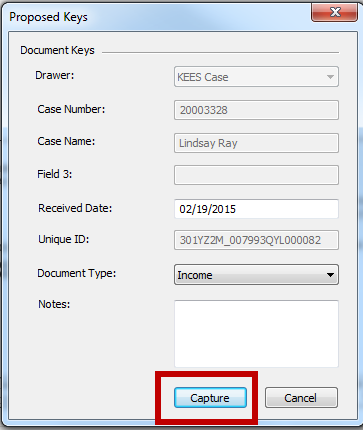 Proposed Keys
Document Keys
Drawer: KEES Case
Case Number: 20003328
Case Name: Lindsay Ray
Field 3:
Received Date: 02/19/2015
Unique ID: 301YZ2M_007993QYL000082
Document Type: Income
Notes:
Capture Cancel